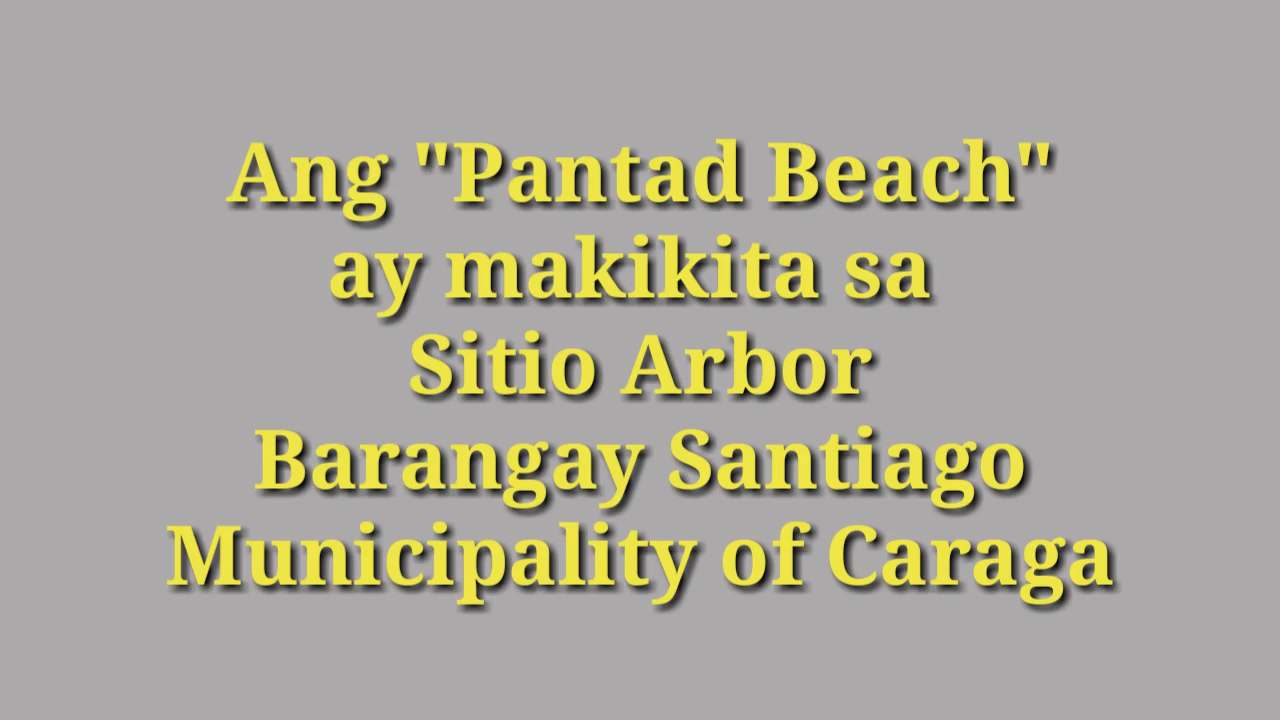 Ang "Pantad Beach"
ay makikita sa
Sitio Arbor
Barangay Santiago
Municipality of Caraga